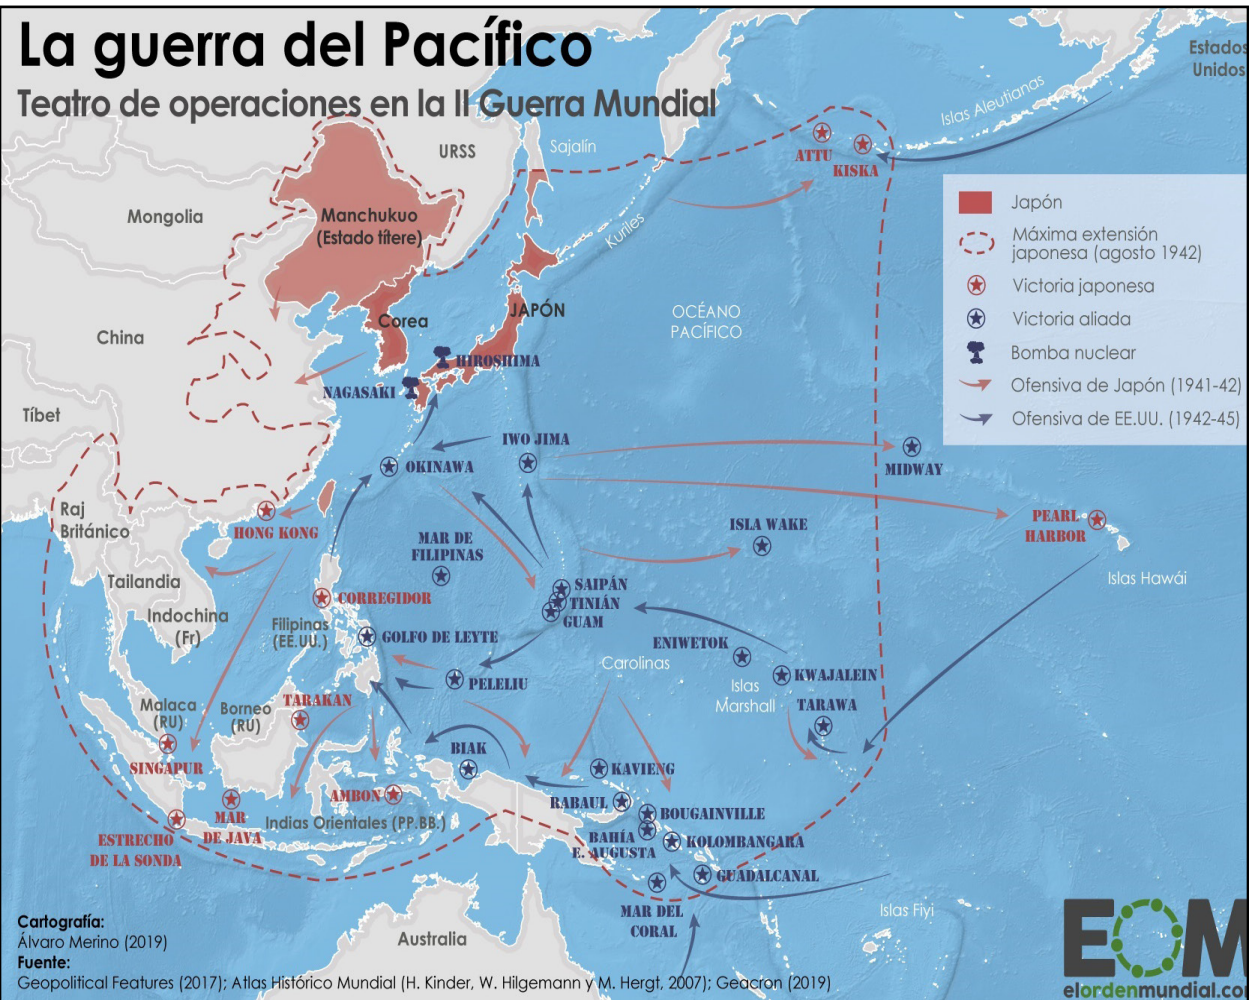 La guerra del Pacífico
Teatro de operaciones en la II Guerra Mundial
Estados
Unidos
Islas Aleutianas
URSS
Sajalín
ATTU
KISKA
Mongolia
Manchukuo
(Estado títere)
Kuriles
Japón
Máxima extensión
japonesa (agosto 1942)
Victoria japonesa
Victoria aliada
Bomba nuclear
Ofensiva de Japón (1941-42)
Ofensiva de EE.UU. (1942-45)
OCÉANO
PACÍFICO
JAPÓN
Corea
China
HIROSHIMA
NAGASAKI
Tíbet
IWO JIMA
OKINAWA
MIDWAY
Raj
Británico
HONG KONG
ISLA WAKE
PEARL
HARBOR
MAR DE
FILIPINAS
Islas Hawái
Tailandia
SAIPÁN
TINIÁN
GUAM
CORREGIDOR
Indochina
(Fr)
Filipinas
(EE.UU.)
GOLFO DE LEYTE
ENIWETOK
Carolinas
KWAJALEIN
PELELIU
Islas
Marshall
TARAWA
Malaca
(RU)
Borneo
(RU)
TARAKAN
SINGAPUR
BIAK
KAVIENG
AMBON
RABAUL
BOUGAINVILLE
MAR
DE JAVA
Indias Orientales (PP.BB.)
BAHÍA
E. AUGUSTA
KOLOMBANGARA
ESTRECHO
DE LA SONDA
GUADALCANAL
MAR DEL
CORAL
Islas Fiyi
Australia
Cartografía:
Álvaro Merino (2019)
Fuente:
Geopolitical Features (2017); Atlas Histórico Mundial (H. Kinder, W. Hilgemann y M. Hergt, 2007); Geacron (2019)
EOM
elordenmundial.co